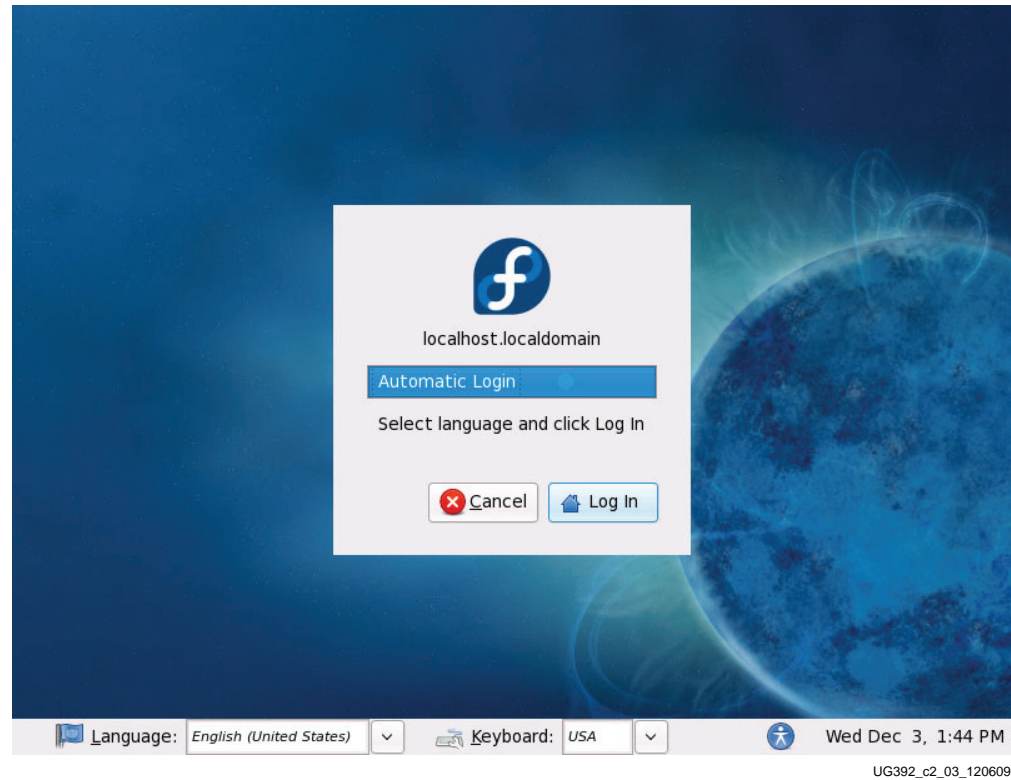 localhost.localdomain
Automatic Login
Select language and click Log In
Cancel Log In
Language: English (United States) Keyboard: USA Wed Dec 3, 1:44 PM
UG392_c2_03_120609